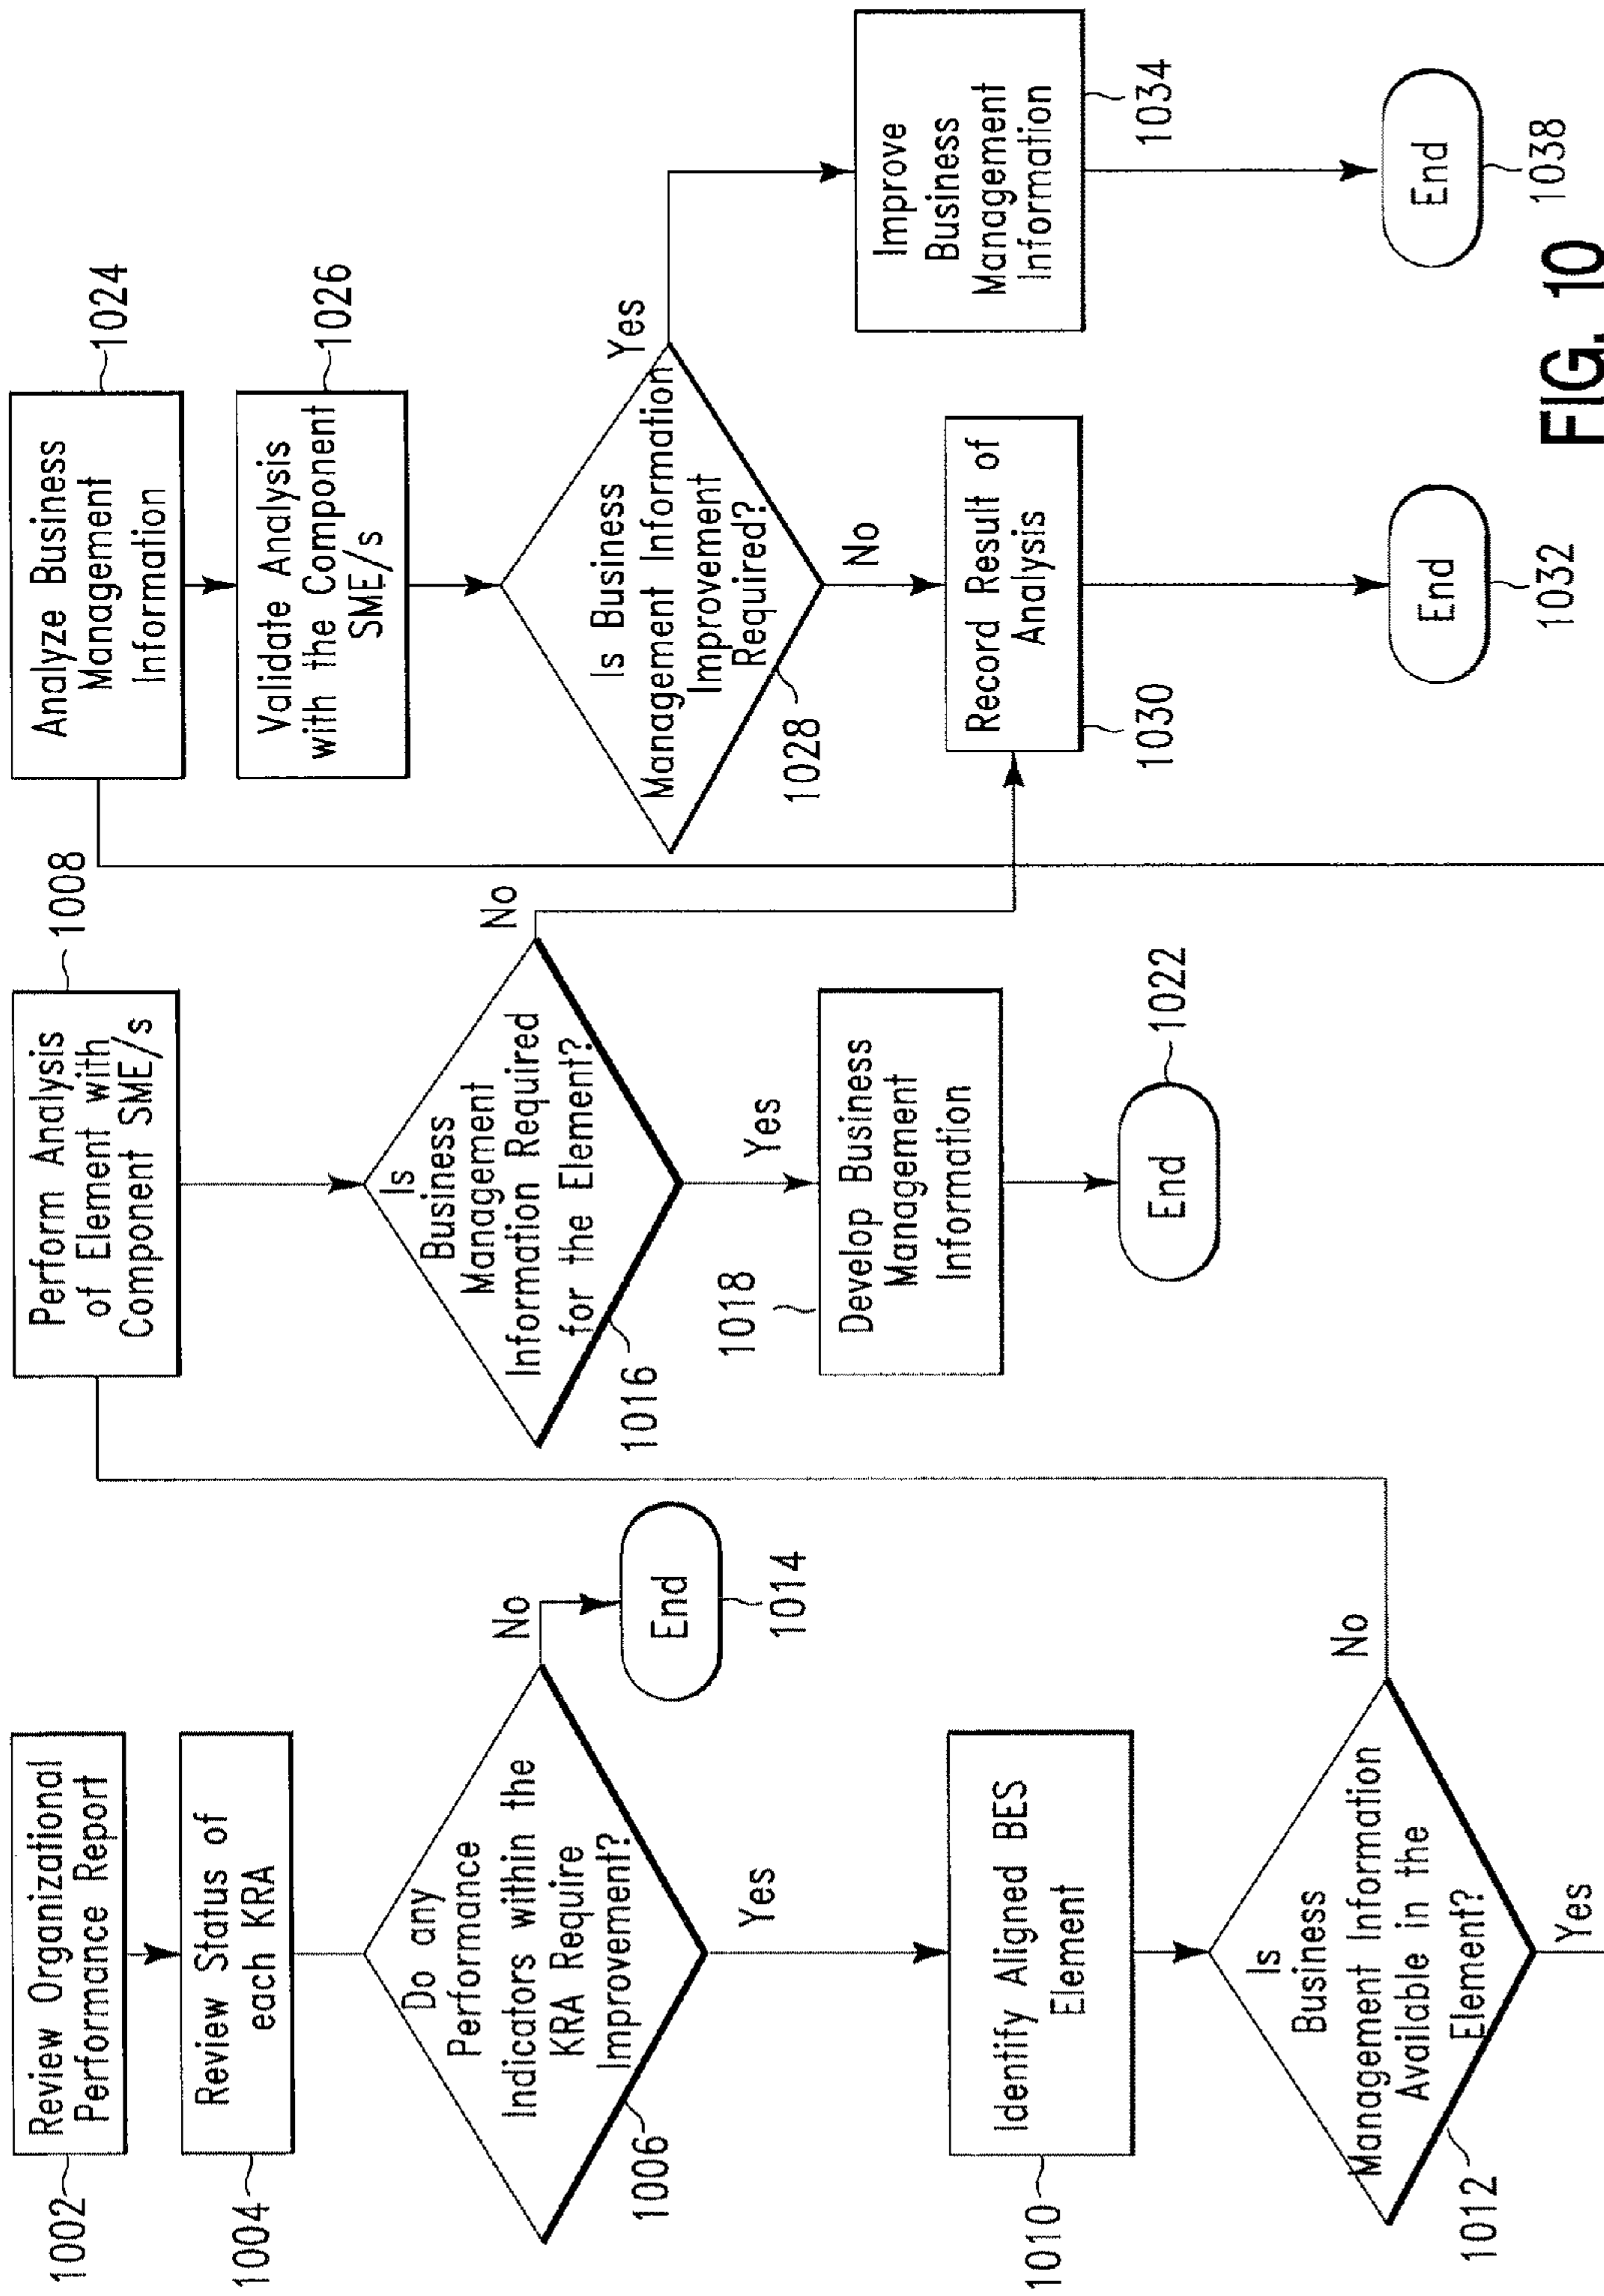 1002
Review Organizational
Performance Report
1004
Review Status of
each KRA
Do any
Performance
Indicators within the
KRA Require
Improvement?
1006
No
End
1014
Yes
1010
Identify Aligned BES
Element
Is
Business
Management Information
Available in the
Element?
1012
No
Yes
1008
Perform Analysis
of Element with
Component SME/s
Is
Business
Management
Information Required
for the Element?
1016
No
Yes
1018
Develop Business
Management
Information
End
1022
1024
Analyze Business
Management
Information
1026
Validate Analysis
with the Component
SME/s
Is Business
Management Information
Improvement
Required?
1028
Yes
No
Record Result of
Analysis
1030
End
1032
Improve
Business
Management
Information
1034
End
1038
FIG. 10